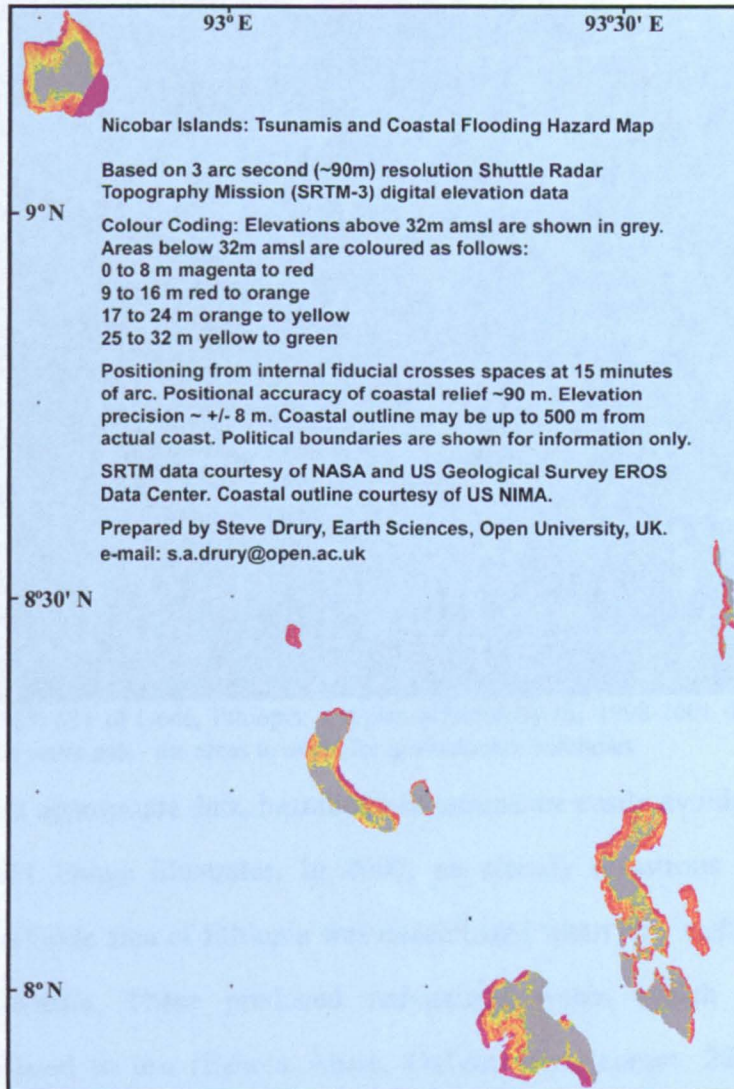 93° E 93°30' E
Nicobar Islands: Tsunamis and Coastal Flooding Hazard Map
Based on 3 arc second (~90m) resolution Shuttle Radar
Topography Mission (SRTM-3) digital elevation data
9° N
Colour Coding: Elevations above 32m amsl are shown in grey.
Areas below 32m amsl are coloured as follows:
0 to 8 m magenta to red
9 to 16 m red to orange
17 to 24 m orange to yellow
25 to 32 m yellow to green
Positioning from internal fiducial crosses spaces at 15 minutes
of arc. Positional accuracy of coastal relief ~90 m. Elevation
precision ~ +/- 8 m. Coastal outline may be up to 500 m from
actual coast. Political boundaries are shown for information only.
SRTM data courtesy of NASA and US Geological Survey EROS
Data Center. Coastal outline courtesy of US NIMA.
Prepared by Steve Drury, Earth Sciences, Open University, UK.
e-mail: s.a.drury@open.ac.uk
8°30' N
8° N